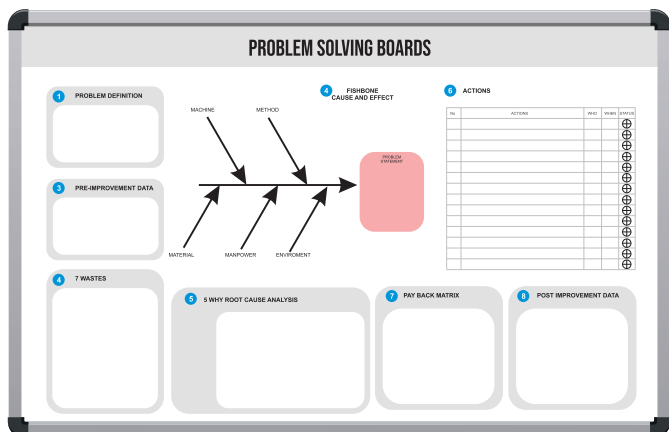 PROBLEM SOLVING BOARDS
1 PROBLEM DEFINITION
3 PRE-IMPROVEMENT DATA
4 7 WASTES
4 FISHBONE
CAUSE AND EFFECT
MACHINE
METHOD
PROBLEM
STATEMENT
MATERIAL
MANPOWER
ENVIROMENT
5 5 WHY ROOT CAUSE ANALYSIS
6 ACTIONS
No ACTIONS WHO WHEN STATUS
7 PAY BACK MATRIX
8 POST IMPROVEMENT DATA